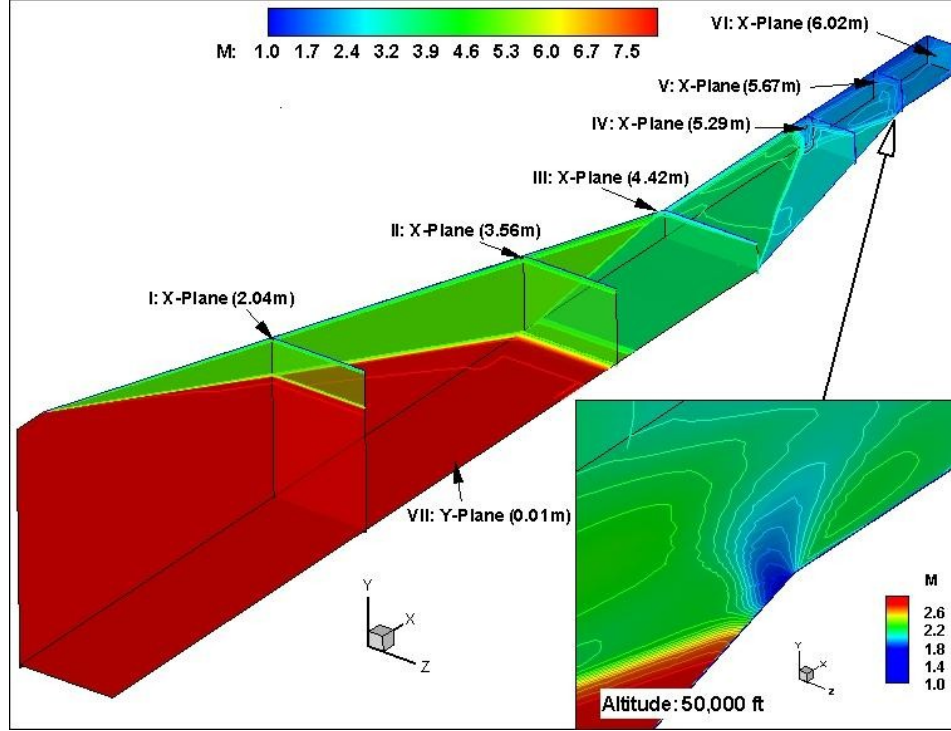 M: 1.0 1.7 2.4 3.2 3.9 4.6 5.3 6.0 6.7 7.5
VI: X-Plane (6.02m)
V: X-Plane (5.67m)
IV: X-Plane (5.29m)
III: X-Plane (4.42m)
II: X-Plane (3.56m)
I: X-Plane (2.04m)
VII: Y-Plane (0.01m)
Y
X
Z
M
2.6
2.2
1.8
1.4
1.0
Y
X
Z
Altitude: 50,000 ft